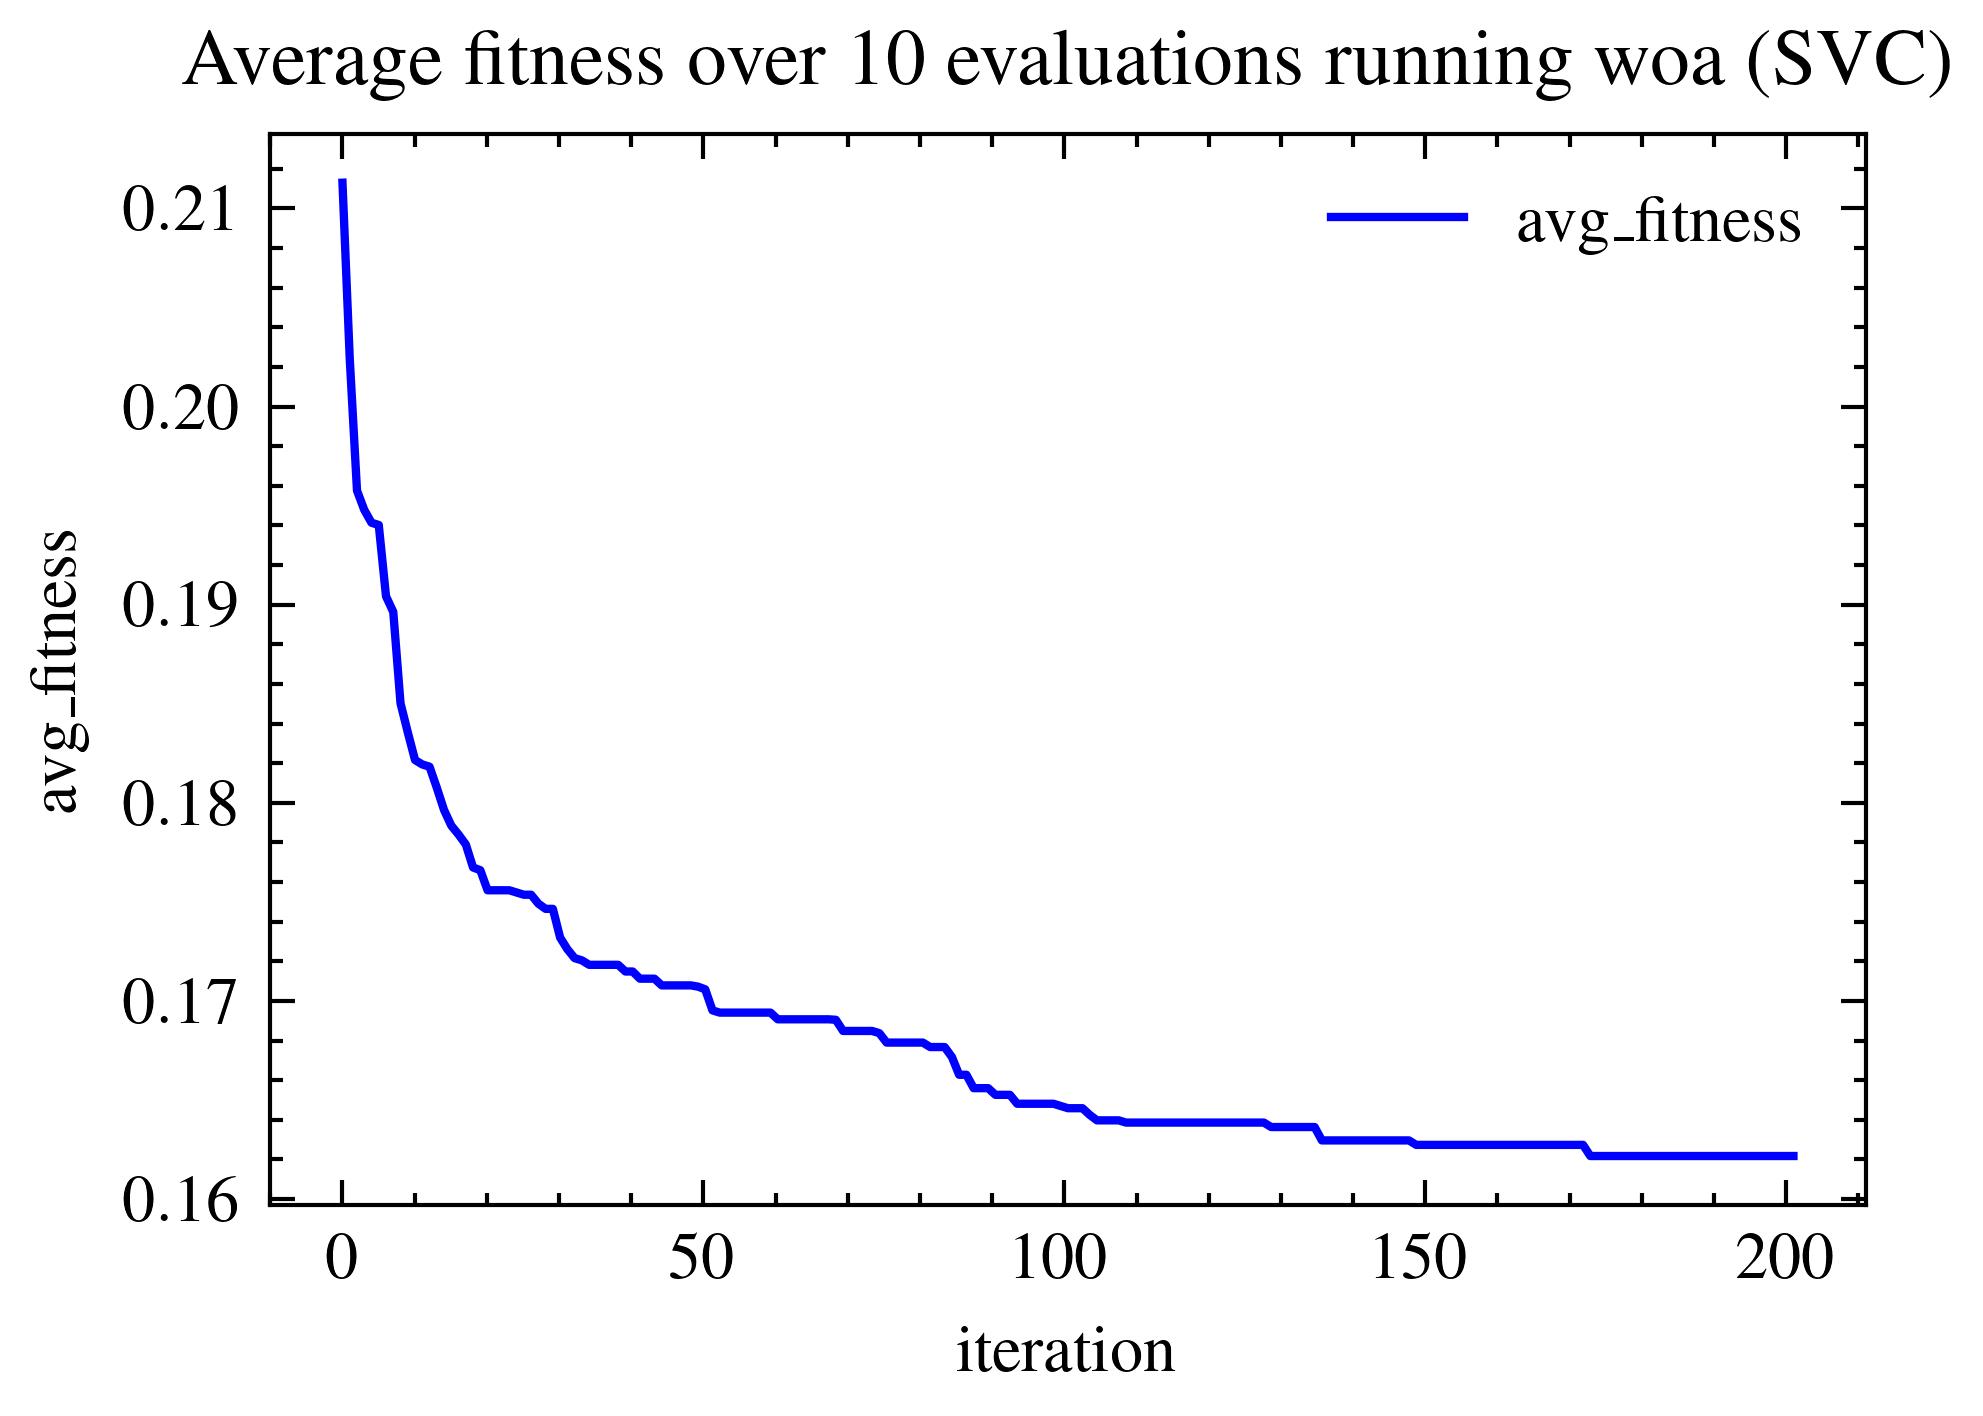 Average fitness over 10 evaluations running woa (SVC)
avg_fitness
0.21
0.20
0.19
0.18
0.17
0.16
avg_fitness
0 50 100 150 200
iteration